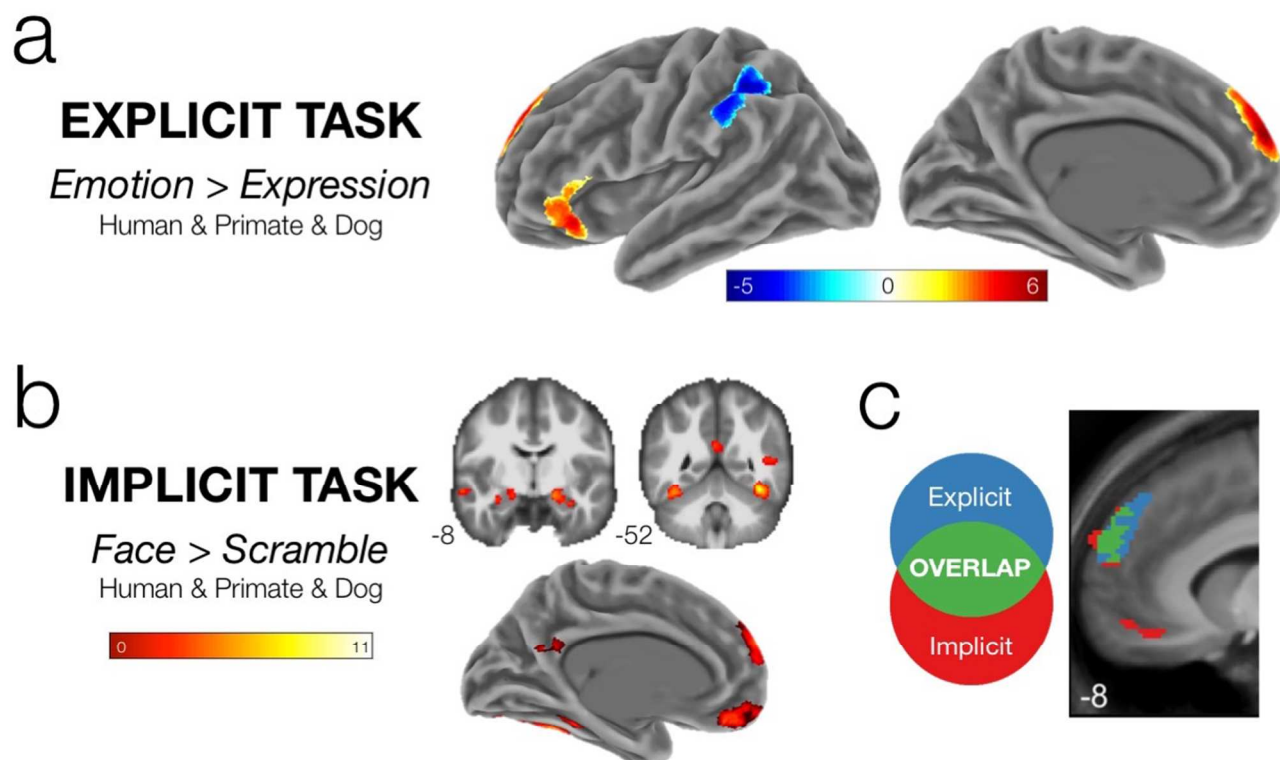 a
EXPLICIT TASK
Emotion > Expression
Human & Primate & Dog
-5 0 6
b
IMPLICIT TASK
Face > Scramble
Human & Primate & Dog
0 11
-8
-52
c
Explicit
OVERLAP
Implicit
-8